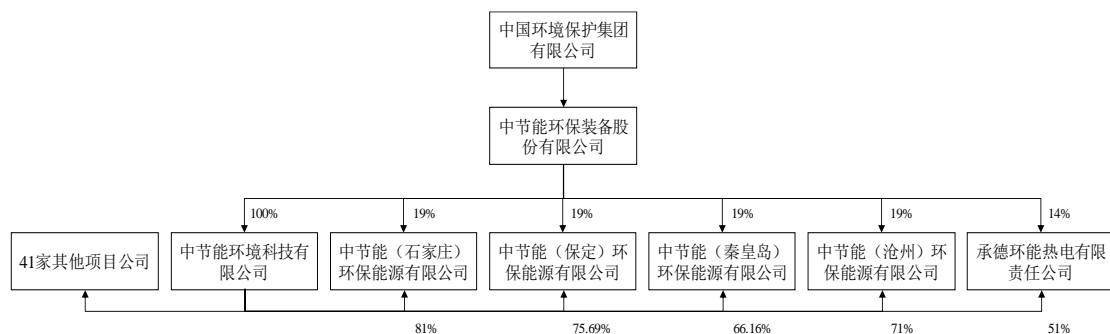 中国环境保护集团
有限公司
中节能环保装备股
份有限公司
100%
19%
19%
19%
19%
14%
41家其他项目公司
中节能环境科技有
限公司
中节能（石家庄）
环保能源有限公司
中节能（保定）环
保能源有限公司
中节能（秦皇岛）
环保能源有限公司
中节能（沧州）环
保能源有限公司
承德环能热电有限
责任公司
81%
75.69%
66.16%
71%
51%